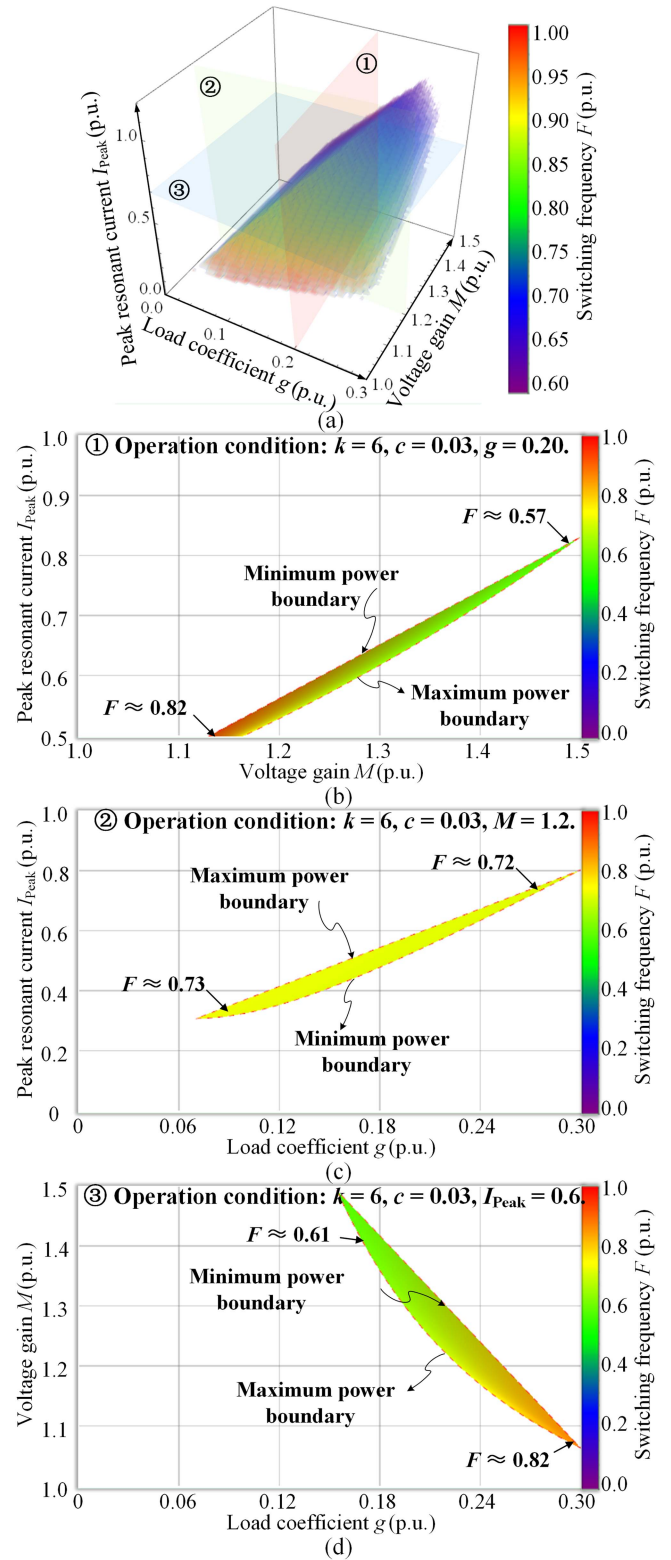 ①
②
③
Peak resonant current I_Peak (p.u.)
1.0
0.5
0.0
0.0
0.1
0.2
0.3
Load coefficient g (p.u.)
1.0
1.1
1.2
1.3
1.4
1.5
Voltage gain M (p.u.)
1.00
0.95
0.90
0.85
0.80
0.75
0.70
0.65
0.60
Switching frequency F (p.u.)
(a)
① Operation condition: k = 6, c = 0.03, g = 0.20.
Peak resonant current I_Peak (p.u.)
1.0
0.9
0.8
0.7
0.6
0.5
F ≈ 0.57
Minimum power
boundary
Maximum power
boundary
F ≈ 0.82
1.0
1.1
1.2
1.3
1.4
1.5
Voltage gain M (p.u.)
1.0
0.8
0.6
0.4
0.2
0.0
Switching frequency F (p.u.)
(b)
② Operation condition: k = 6, c = 0.03, M = 1.2.
Peak resonant current I_Peak (p.u.)
1.0
0.8
0.6
0.4
0.2
0
F ≈ 0.72
Maximum power
boundary
F ≈ 0.73
Minimum power
boundary
0
0.06
0.12
0.18
0.24
0.30
Load coefficient g (p.u.)
1.0
0.8
0.6
0.4
0.2
0.0
Switching frequency F (p.u.)
(c)
③ Operation condition: k = 6, c = 0.03, I_Peak = 0.6.
Voltage gain M (p.u.)
1.5
1.4
1.3
1.2
1.1
1.0
F ≈ 0.61
Minimum power
boundary
Maximum power
boundary
F ≈ 0.82
0
0.06
0.12
0.18
0.24
0.30
Load coefficient g (p.u.)
1.0
0.8
0.6
0.4
0.2
0.0
Switching frequency F (p.u.)
(d)